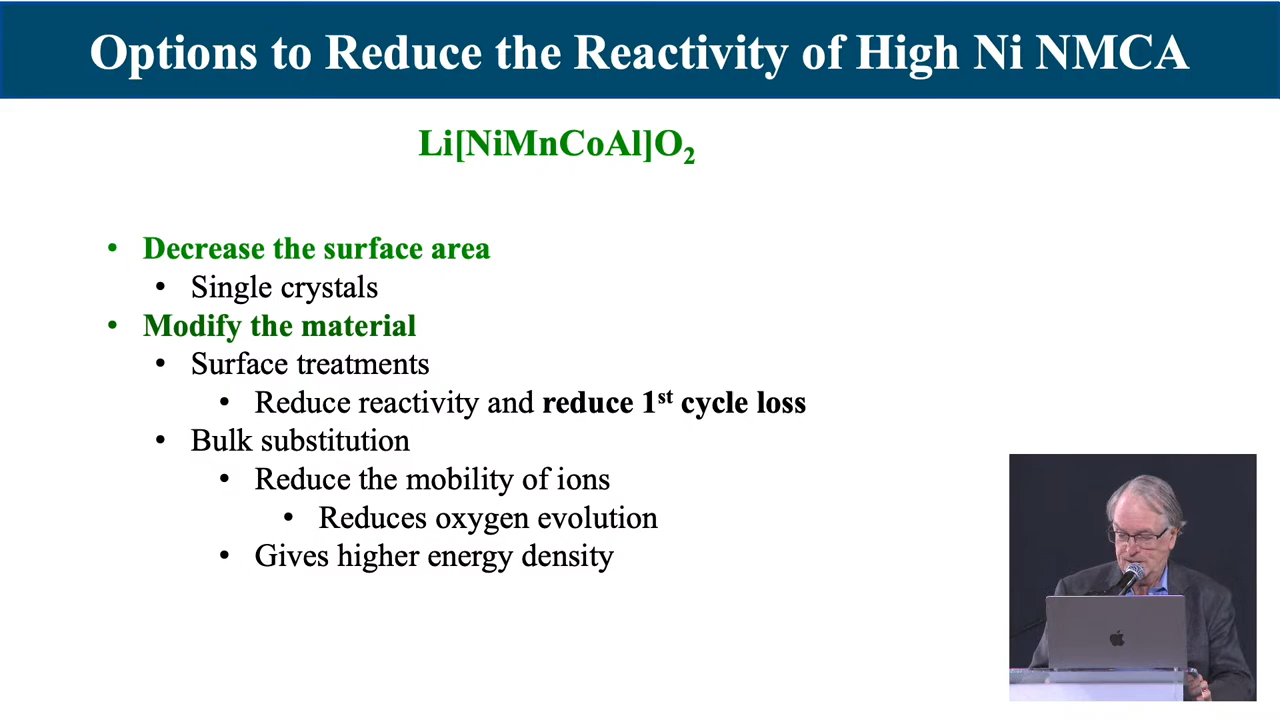 Options to Reduce the Reactivity of High Ni NMCA
Li[NiMnCoAl]O₂
• Decrease the surface area
• Single crystals
• Modify the material
• Surface treatments
• Reduce reactivity and reduce 1st cycle loss
• Bulk substitution
• Reduce the mobility of ions
• Reduces oxygen evolution
• Gives higher energy density